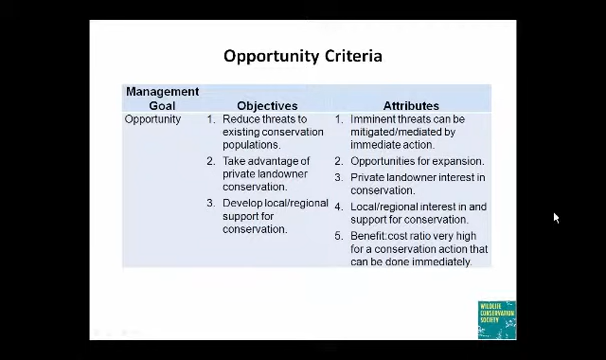 Opportunity Criteria
Management
Goal
Objectives
Attributes
Opportunity
1. Reduce threats to
existing conservation
populations.
2. Take advantage of
private landowner
conservation.
3. Develop local/regional
support for
conservation.
1. Imminent threats can be
mitigated/mediated by
immediate action.
2. Opportunities for expansion.
3. Private landowner interest in
conservation.
4. Local/regional interest in and
support for conservation.
5. Benefit:cost ratio very high
for a conservation action that
can be done immediately.
WILDLIFE
CONSERVATION
SOCIETY